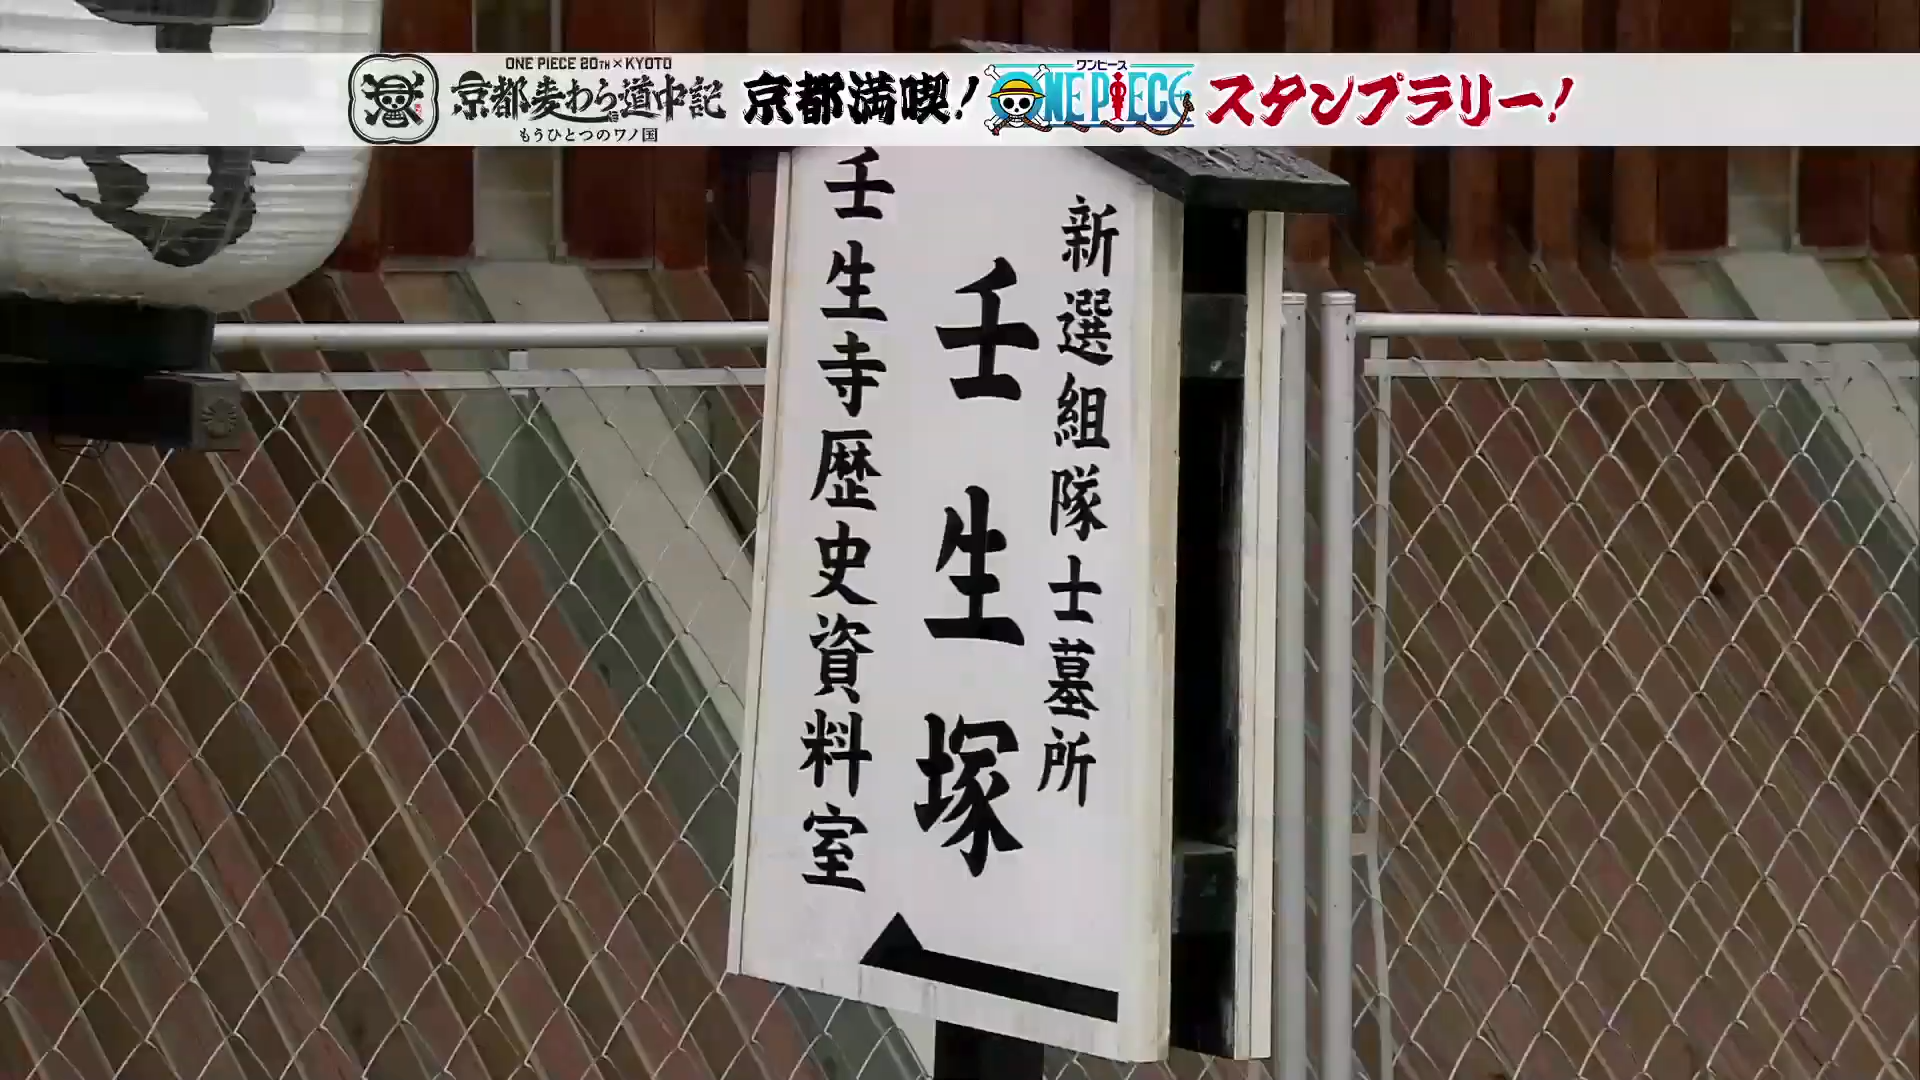 ONE PIECE 20TH×KYOTO
京都麦わら道中記
もうひとつのワノ国
京都満喫!
ワンピース
ONE PIECE
スタンプラリー!
新選組隊士墓所
壬生塚
壬生寺歴史資料室